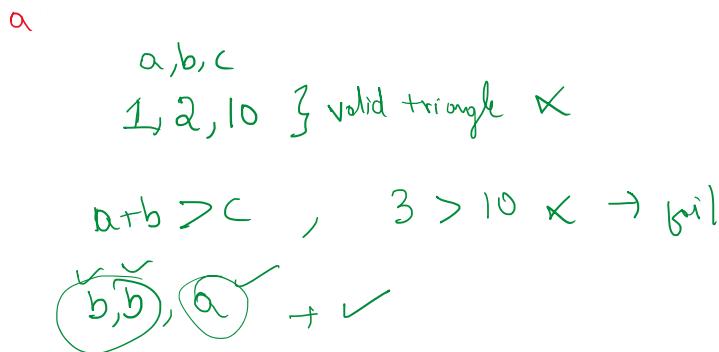 a
a, b, c
1, 2, 10 } valid triangle ×
a+b > c , 3 > 10 × → fail
✓ ✓ ✓
b, b, a + ✓